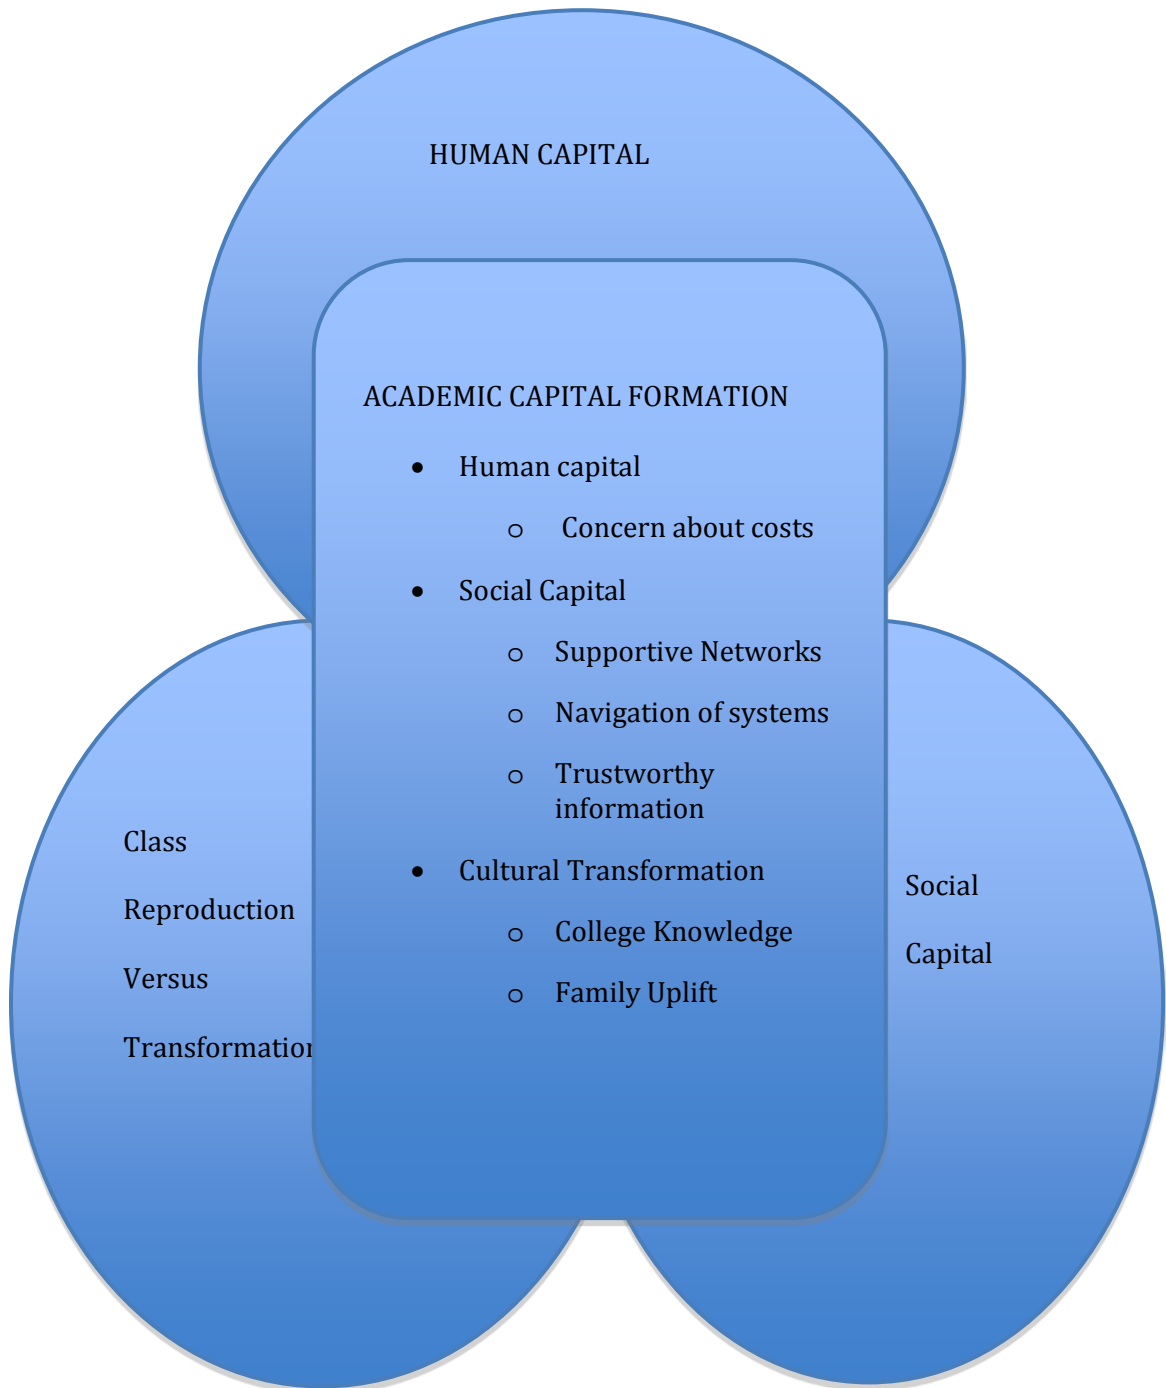 HUMAN CAPITAL
ACADEMIC CAPITAL FORMATION
• Human capital
o Concern about costs
• Social Capital
o Supportive Networks
o Navigation of systems
o Trustworthy
information
• Cultural Transformation
o College Knowledge
o Family Uplift
Class
Reproduction
Versus
Transformation
Social
Capital